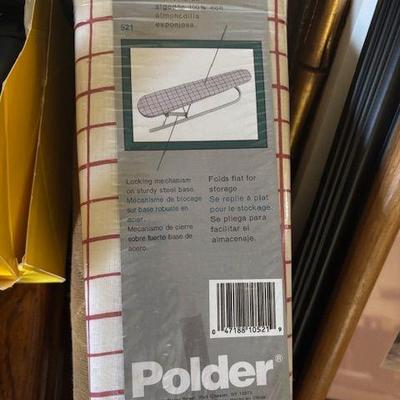 algodón 100% con
almohadilla
esponjosa.
521
Locking mechanism
on sturdy steel base.
Mécanisme de blocage
sur base robuste en
acier.
Mecanismo de cierre
sobre fuerte base de
acero.
Folds flat for
storage
Se replie à plat
pour le stockage.
Se pliega para
facilitar el
almacenaje.
0 47188 10521 9
Polder®